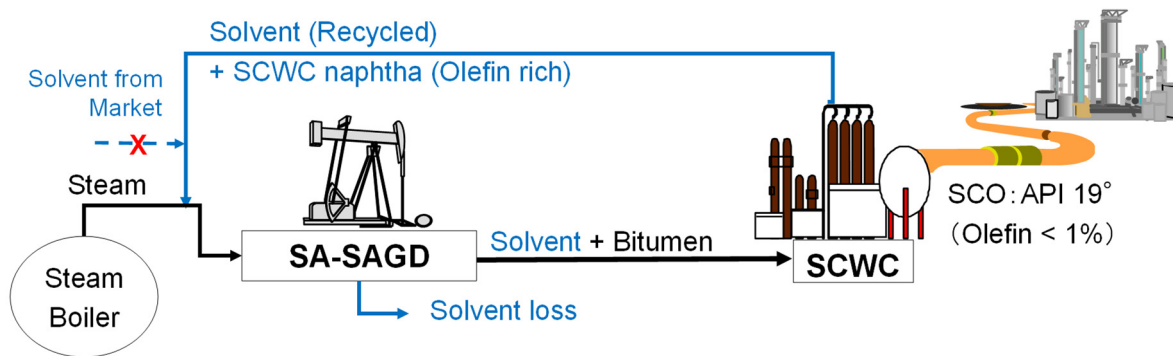 Solvent (Recycled)
+ SCWC naphtha (Olefin rich)
Solvent from
Market
X
Steam
Steam
Boiler
SA-SAGD
Solvent + Bitumen
Solvent loss
SCWC
SCO：API 19°
（Olefin < 1%）